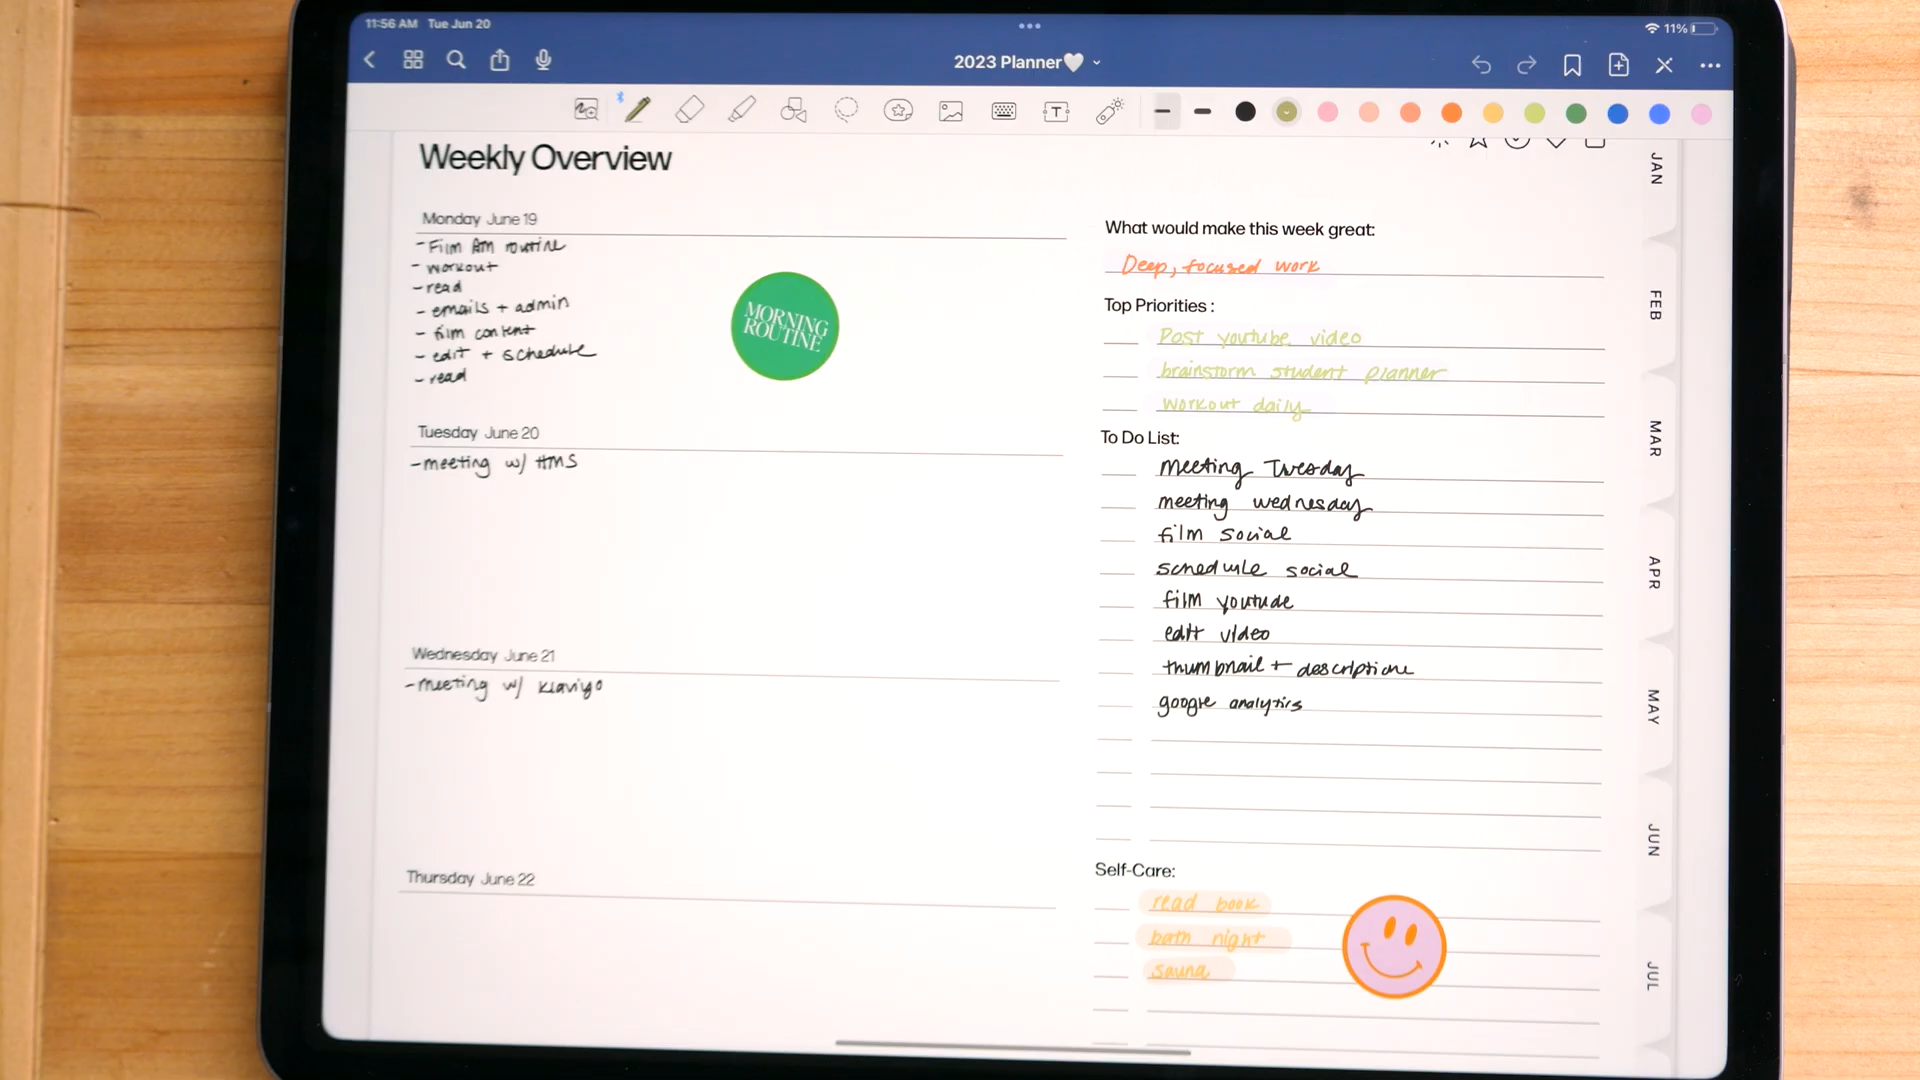 11:56 AM Tue Jun 20
11%
2023 Planner🤍
Weekly Overview
Monday June 19
- Film AM routine
- workout
- read
- emails + admin
- film content
- edit + schedule
- read
MORNING
ROUTINE
Tuesday June 20
- meeting w/ HMS
Wednesday June 21
- meeting w/ Klaviyo
Thursday June 22
What would make this week great:
Deep, focused work
Top Priorities :
Post youtube video
brainstorm student planner
workout daily
To Do List:
meeting Tuesday
meeting wednesday
film social
schedule social
film youtube
edit video
thumbnail + description
google analytics
Self-Care:
read book
bath night
sauna
JAN
FEB
MAR
APR
MAY
JUN
JUL